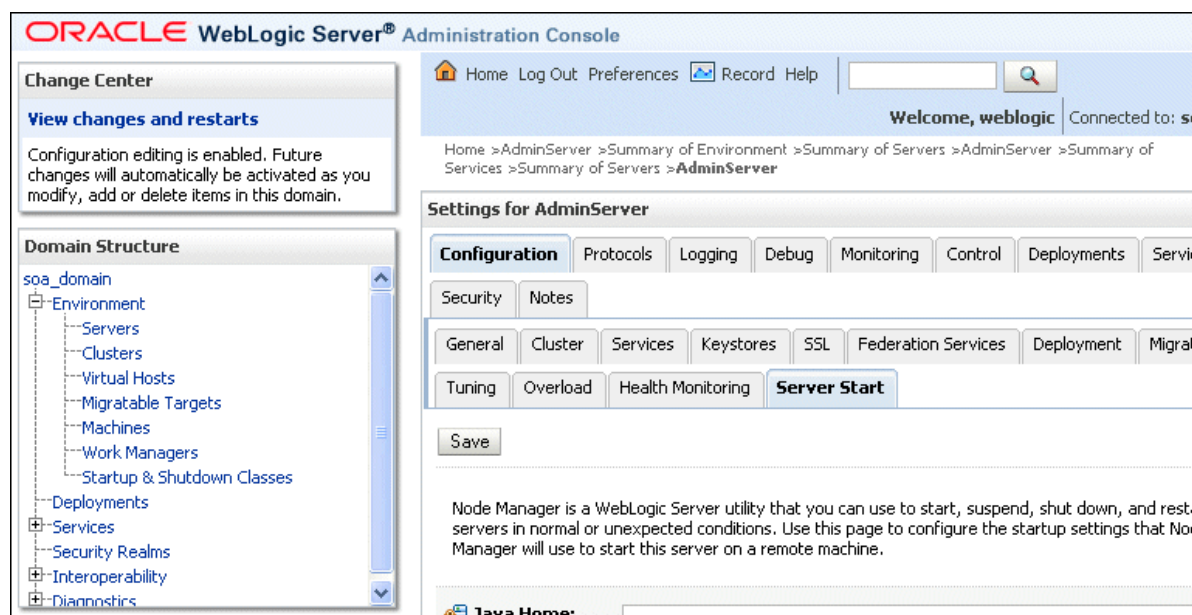 ORACLE WebLogic Server® Administration Console
Change Center
View changes and restarts
Configuration editing is enabled. Future
changes will automatically be activated as you
modify, add or delete items in this domain.
Domain Structure
soa_domain
Environment
Servers
Clusters
Virtual Hosts
Migratable Targets
Machines
Work Managers
Startup & Shutdown Classes
Deployments
Services
Security Realms
Interoperability
Diagnostics
Home Log Out Preferences Record Help
Welcome, weblogic Connected to:
Home >AdminServer >Summary of Environment >Summary of Servers >AdminServer >Summary of
Services >Summary of Servers >AdminServer
Settings for AdminServer
Configuration Protocols Logging Debug Monitoring Control Deployments
Security Notes
General Cluster Services Keystores SSL Federation Services Deployment
Tuning Overload Health Monitoring Server Start
Save
Node Manager is a WebLogic Server utility that you can use to start, suspend, shut down, and
servers in normal or unexpected conditions. Use this page to configure the startup settings that
Manager will use to start this server on a remote machine.
Java Home: